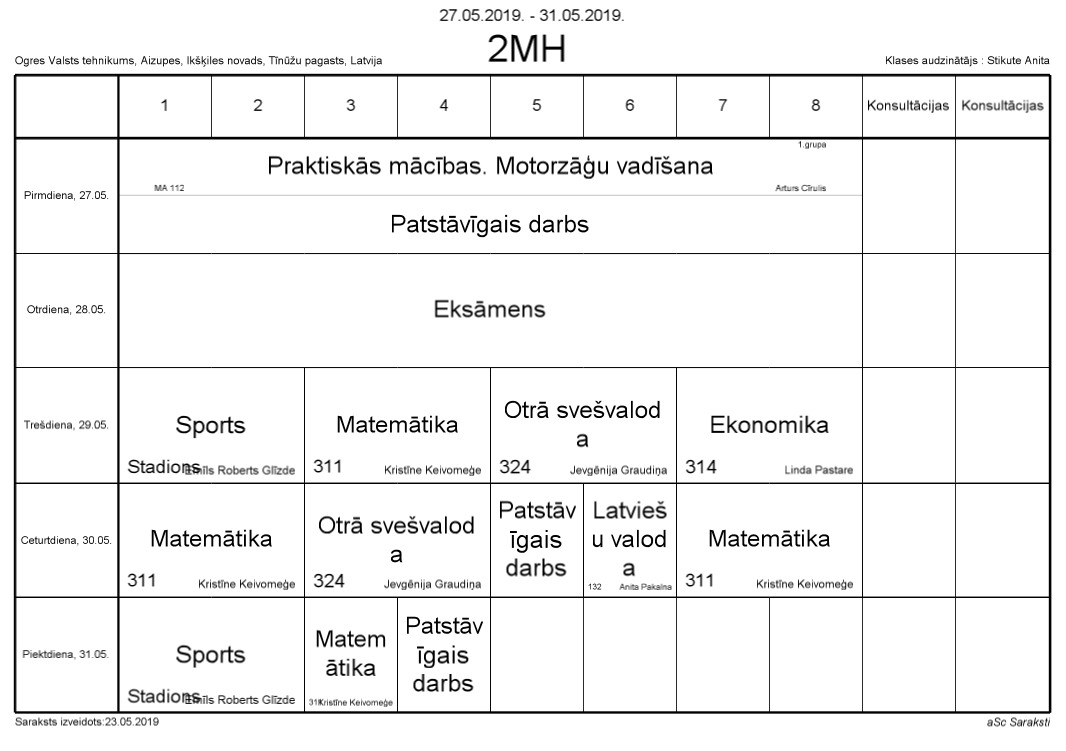 27.05.2019. - 31.05.2019.
2MH
Ogres Valsts tehnikums, Aizupes, Ikšķiles novads, Tīnūžu pagasts, Latvija
Klases audzinātājs : Stikute Anita
1 2 3 4 5 6 7 8 Konsultācijas Konsultācijas
Pirmdiena, 27.05.
1.grupa
Praktiskās mācības. Motorzāģu vadīšana
MA 112
Arturs Cīrulis
Patstāvīgais darbs
Otrdiena, 28.05.
Eksāmens
Trešdiena, 29.05.
Sports
Stadions Emīls Roberts Glīzde
Matemātika
311 Kristīne Keivomeģe
Otrā svešvalod
a
324 Jevgēnija Graudiņa
Ekonomika
314 Linda Pastare
Ceturtdiena, 30.05.
Matemātika
311 Kristīne Keivomeģe
Otrā svešvalod
a
324 Jevgēnija Graudiņa
Patstāv
īgais
darbs
Latvieš
u valod
a
132 Anita Pakalna
Matemātika
311 Kristīne Keivomeģe
Piektdiena, 31.05.
Sports
Stadions Emīls Roberts Glīzde
Matem
ātika
311 Kristīne Keivomeģe
Patstāv
īgais
darbs
Saraksts izveidots:23.05.2019
aSc Saraksti